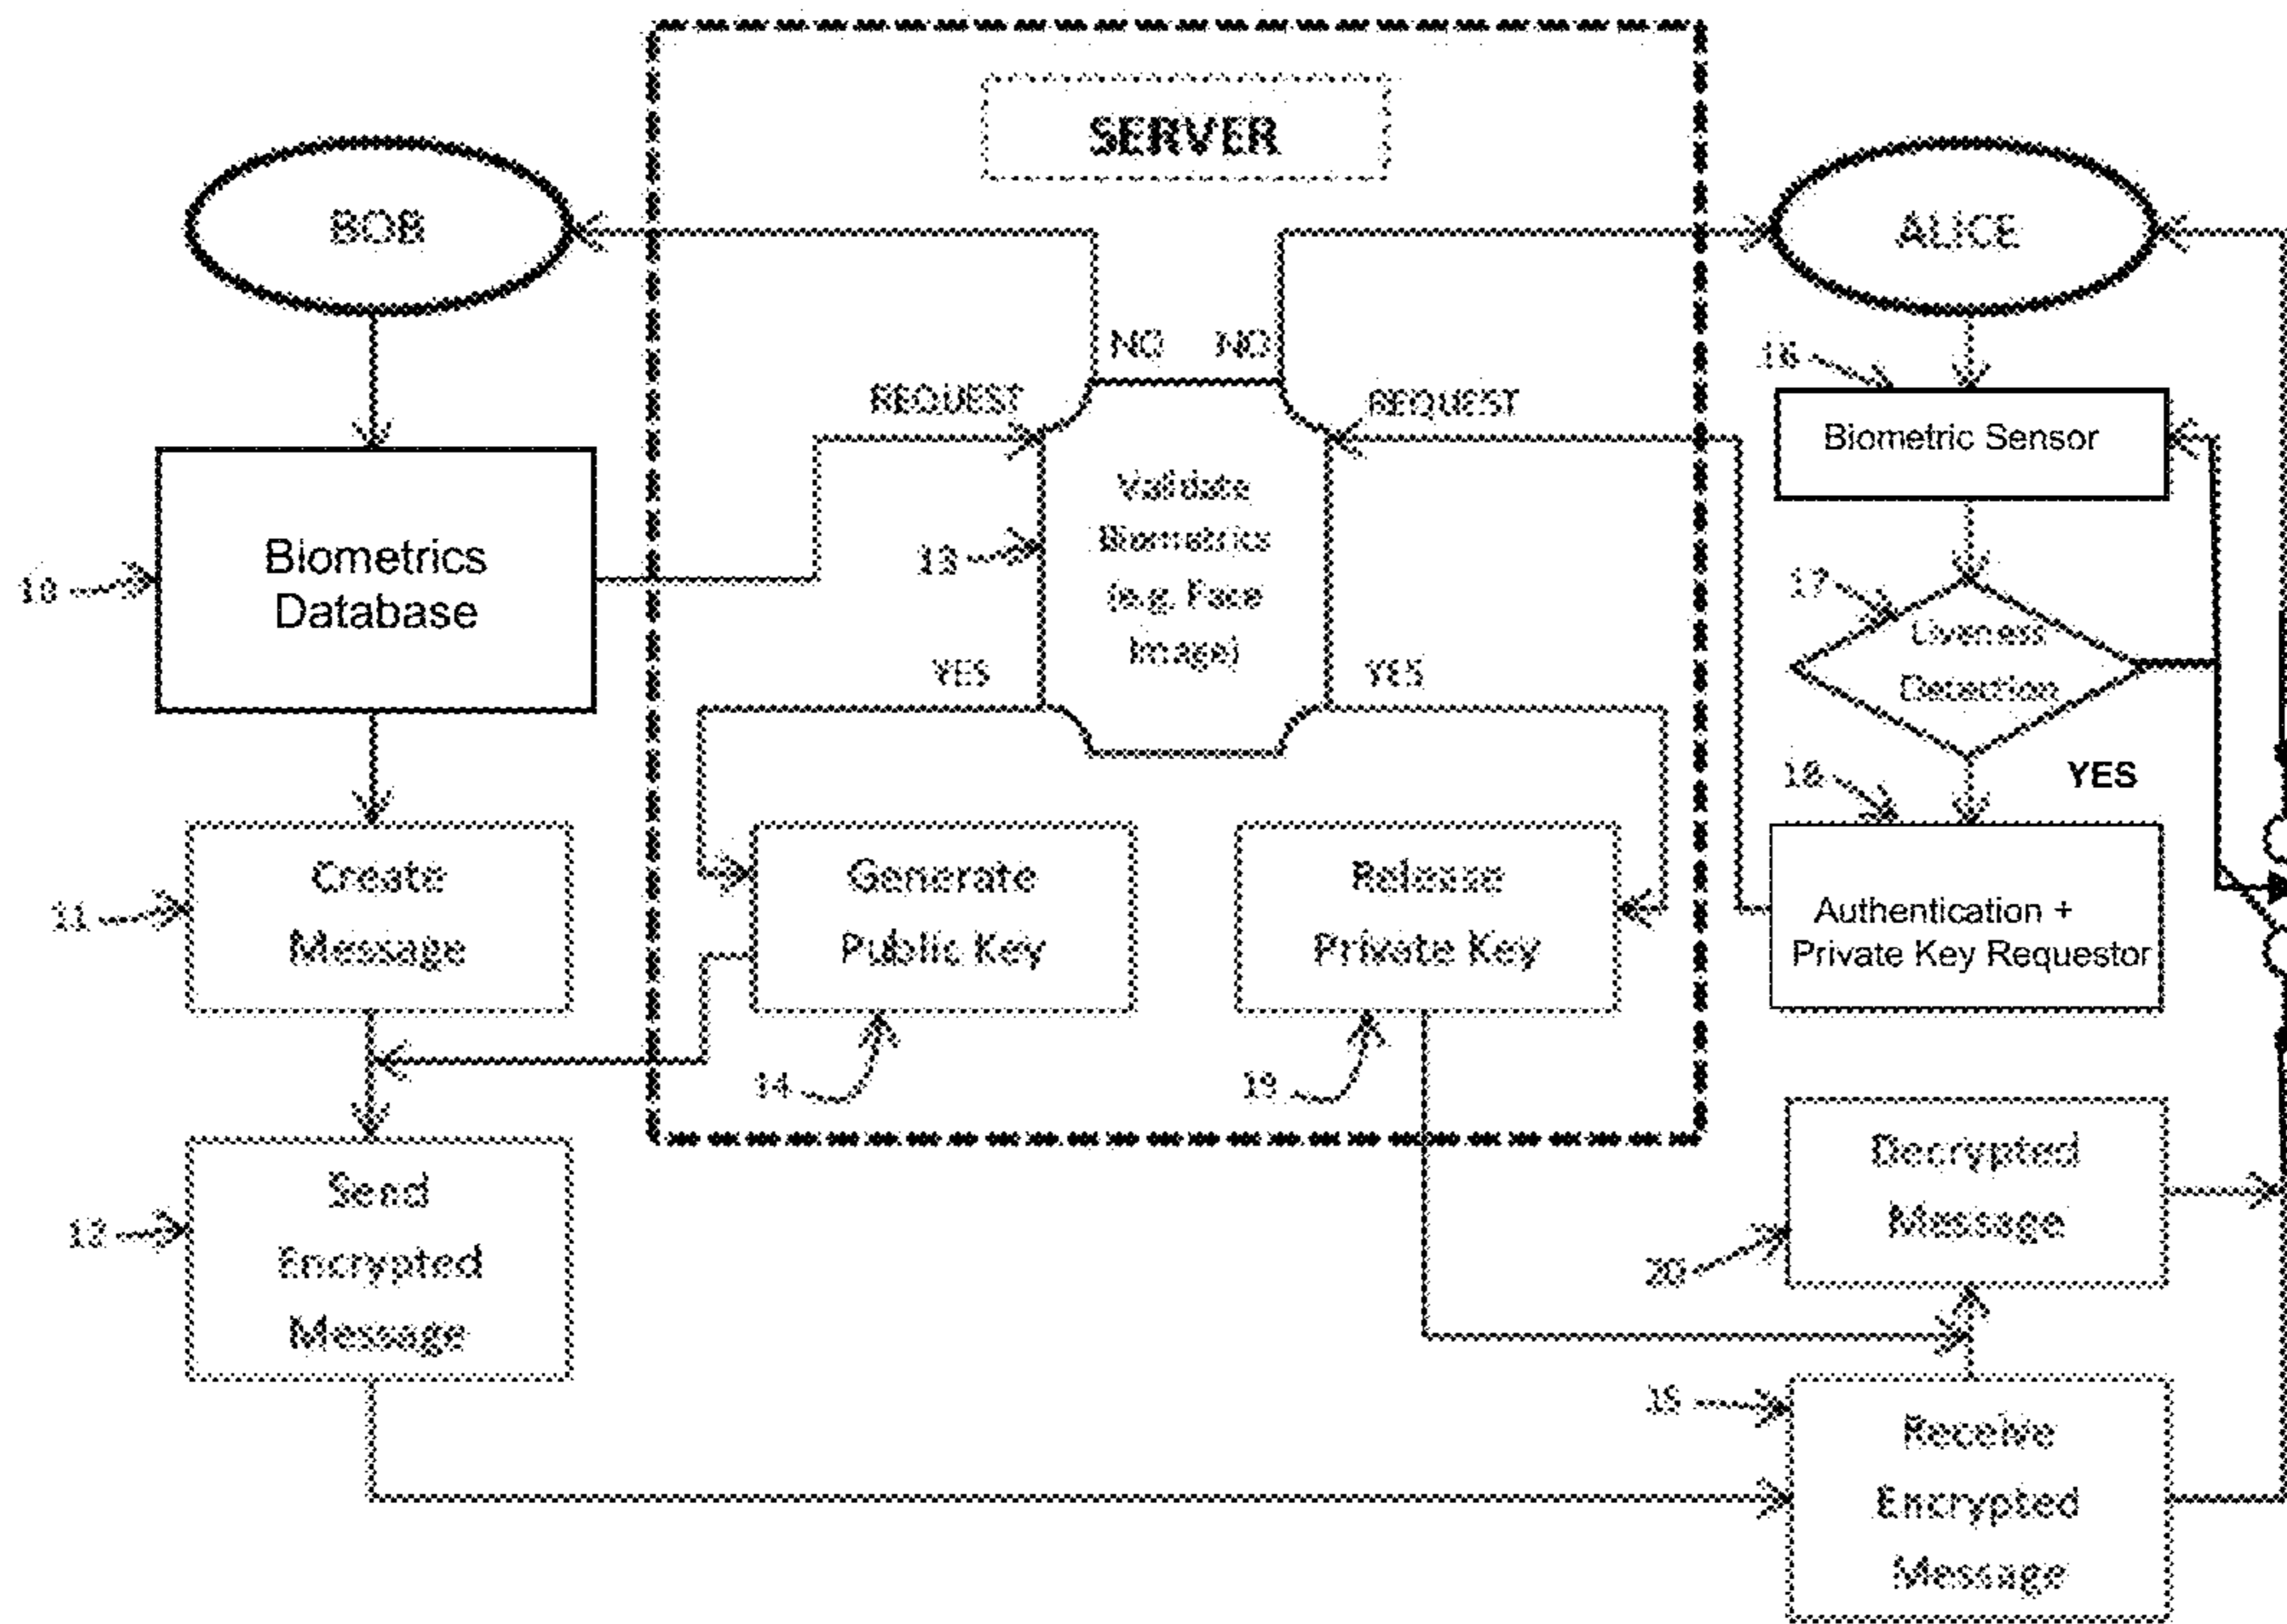 SERVER
BOB
ALICE
NO NO
16
REQUEST
REQUEST
Biometric Sensor
Validate
Biometrics
(e.g. Face
Image)
13
Biometrics
Database
10
17
Liveness
Detection
YES
YES
18
YES
Create
Message
11
Generate
Public Key
Release
Private Key
Authentication +
Private Key Requestor
14
19
Send
Encrypted
Message
12
Decrypted
Message
20
15
Receive
Encrypted
Message